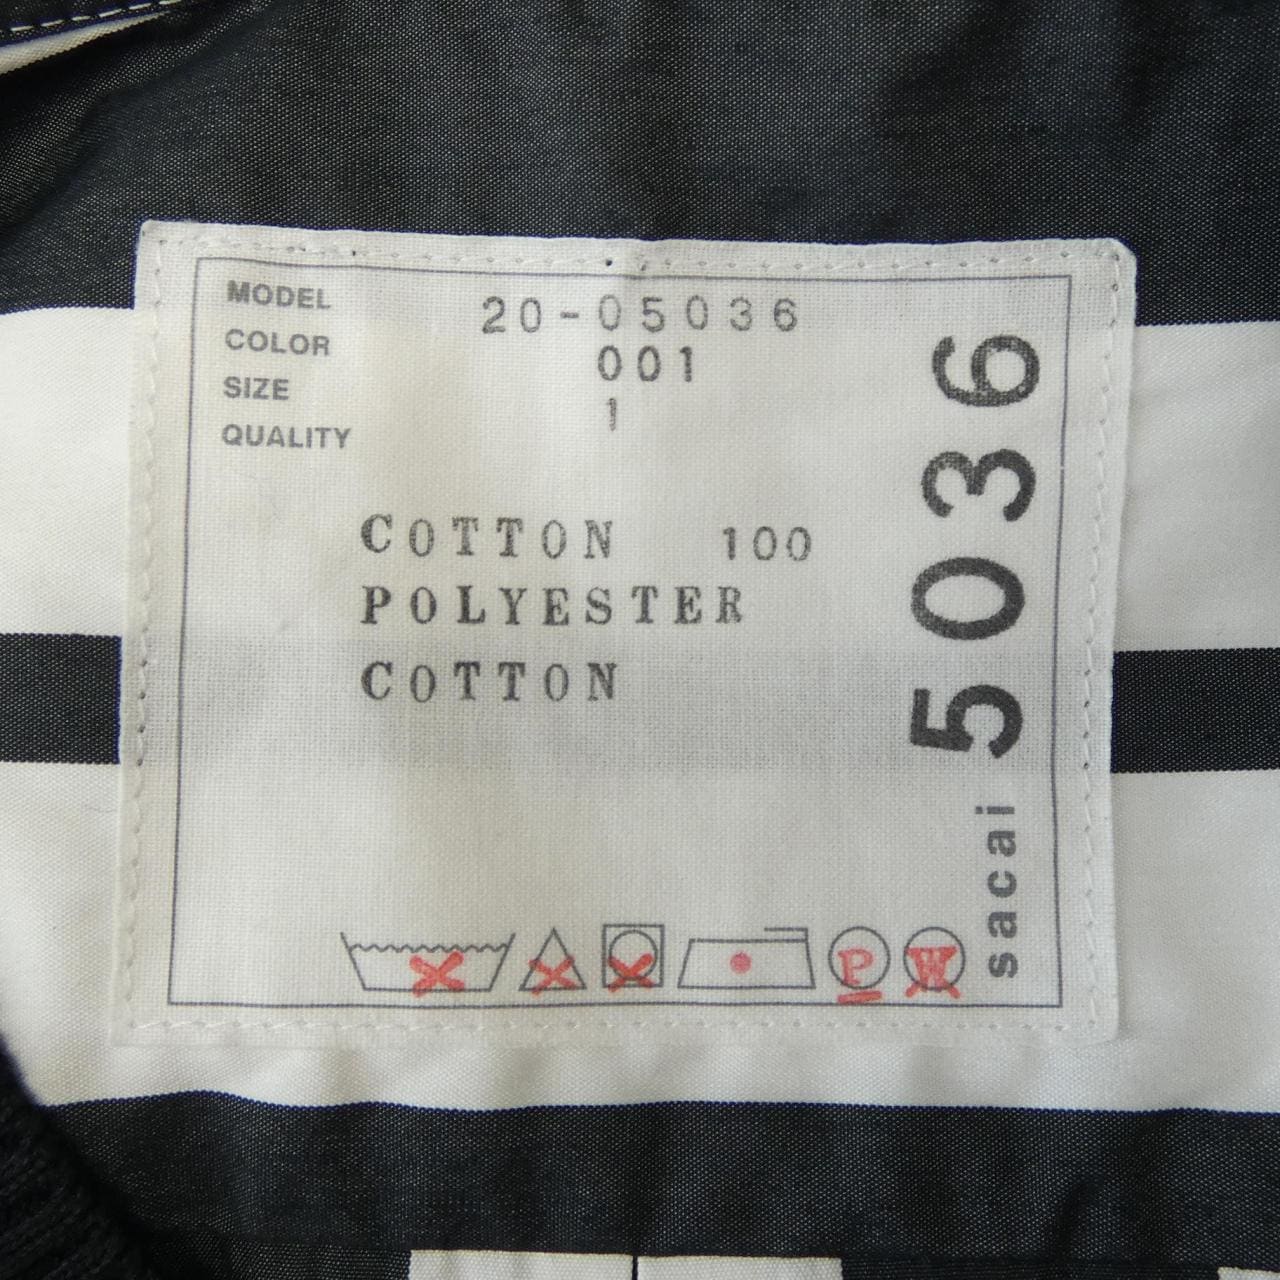 MODEL 20-05036
COLOR 001
SIZE 1
QUALITY
COTTON 100
POLYESTER
COTTON
P W
sacai 5036